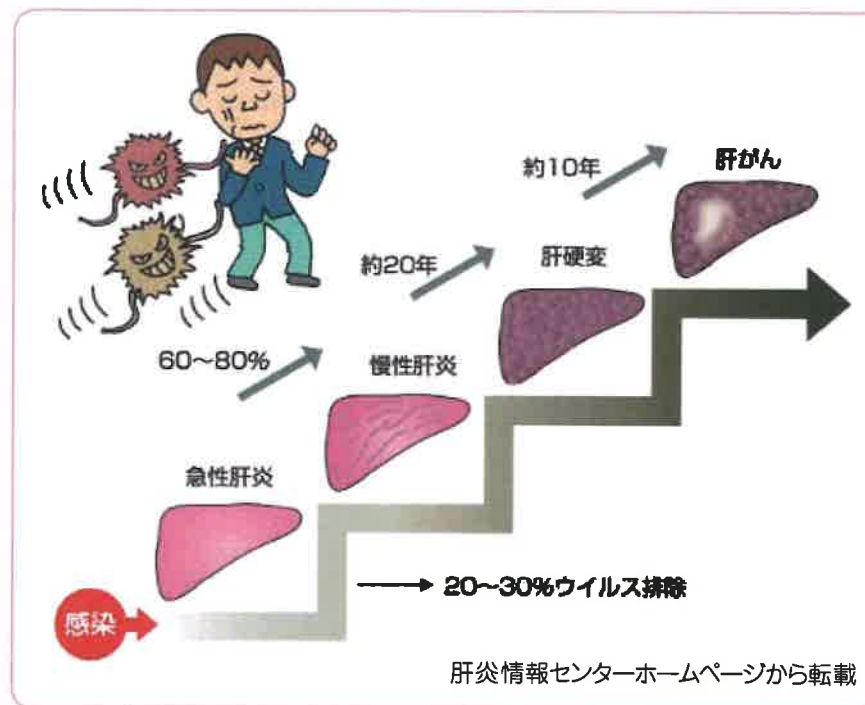 肝がん
約10年
肝硬変
約20年
慢性肝炎
60～80%
急性肝炎
感染
20～30%ウイルス排除
肝炎情報センターホームページから転載